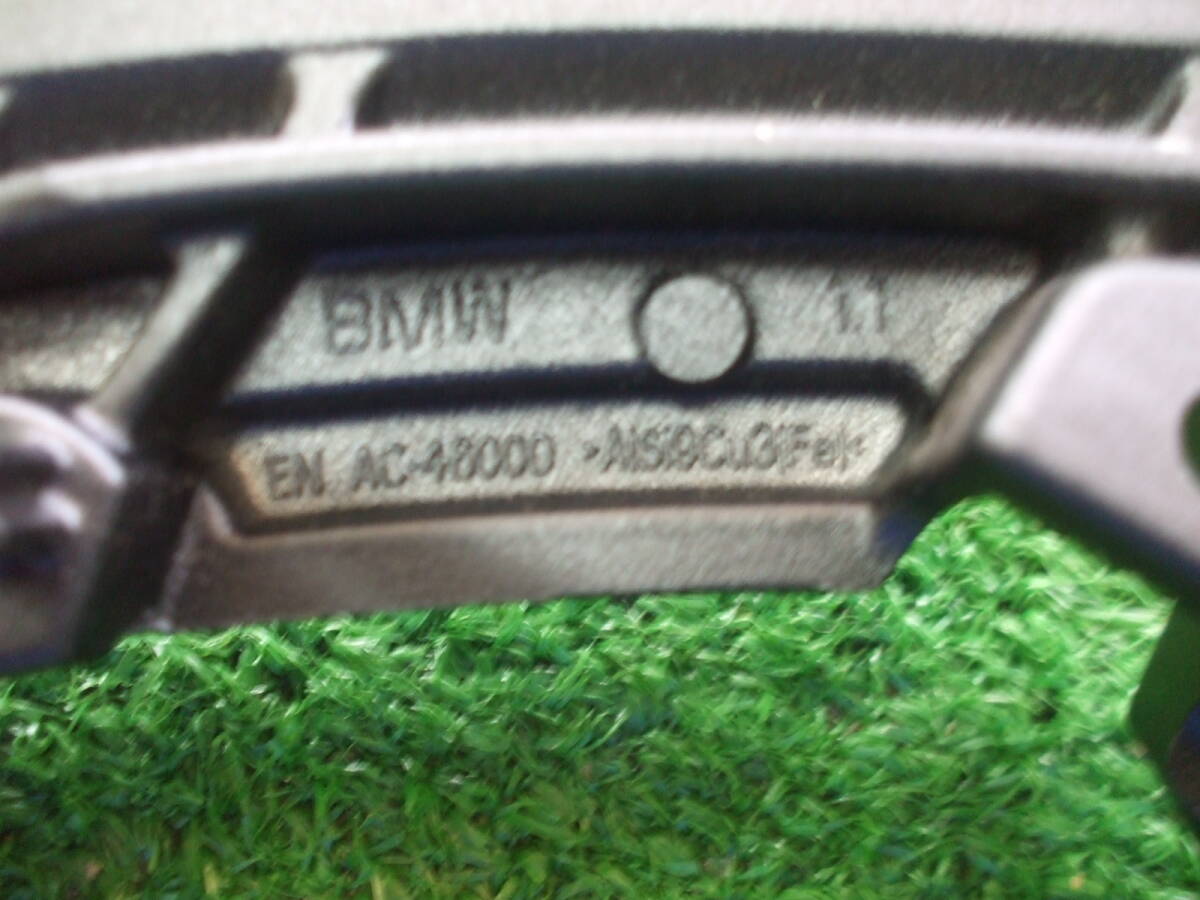 BMW 1.1
EN AC-46000 >AlSi9Cu3(Fe)<